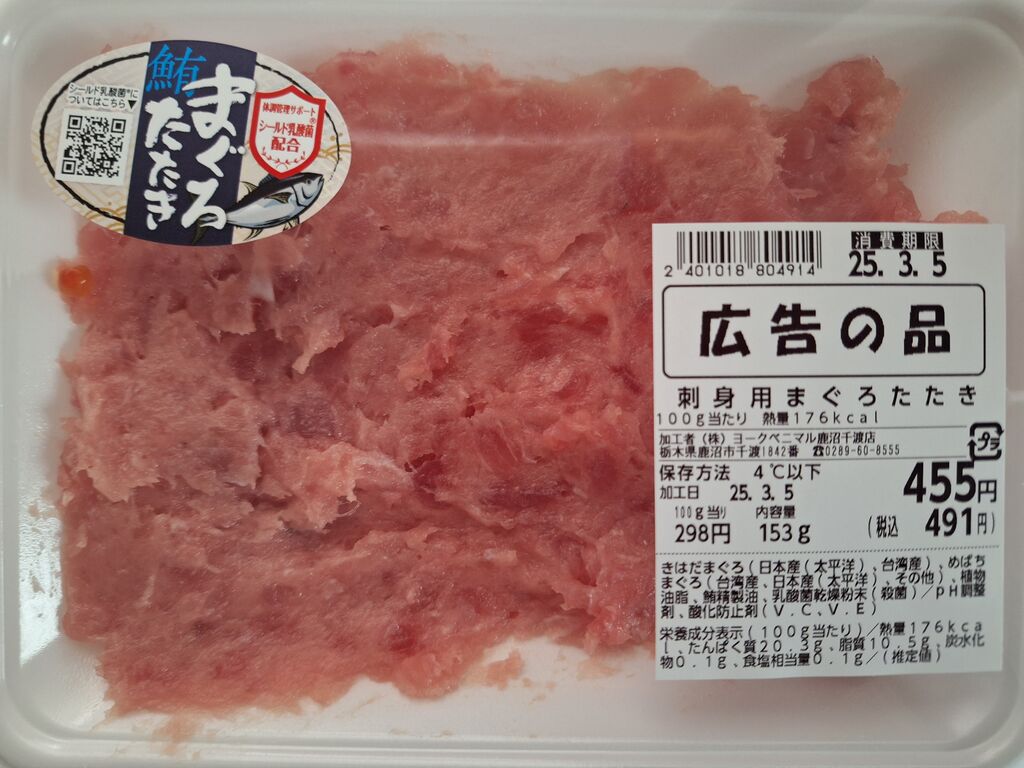 シールド乳酸菌®に
ついてはこちら▼
鮪
まぐろ
たたき
体調管理サポート
シールド乳酸菌®
配合
2 401018 804914
消費期限
25. 3. 5
広告の品
刺身用まぐろたたき
100g当たり 熱量176kcal
加工者(株)ヨークベニマル鹿沼千渡店
栃木県鹿沼市千渡1842番 ☎0289-60-8555
プラ
保存方法 4℃以下
加工日 25. 3. 5
455円
100g当り 内容量
298円 153g
(税込 491円)
きはだまぐろ(日本産(太平洋)、台湾産)、めばち
まぐろ(台湾産、日本産(太平洋)、その他)、植物
油脂、鮪精製油、乳酸菌乾燥粉末(殺菌)/pH調整
剤、酸化防止剤(V.C、V.E)
栄養成分表示(100g当たり)/熱量176kca
l、たんぱく質20.3g、脂質10.5g、炭水化
物0.1g、食塩相当量0.1g/(推定値)